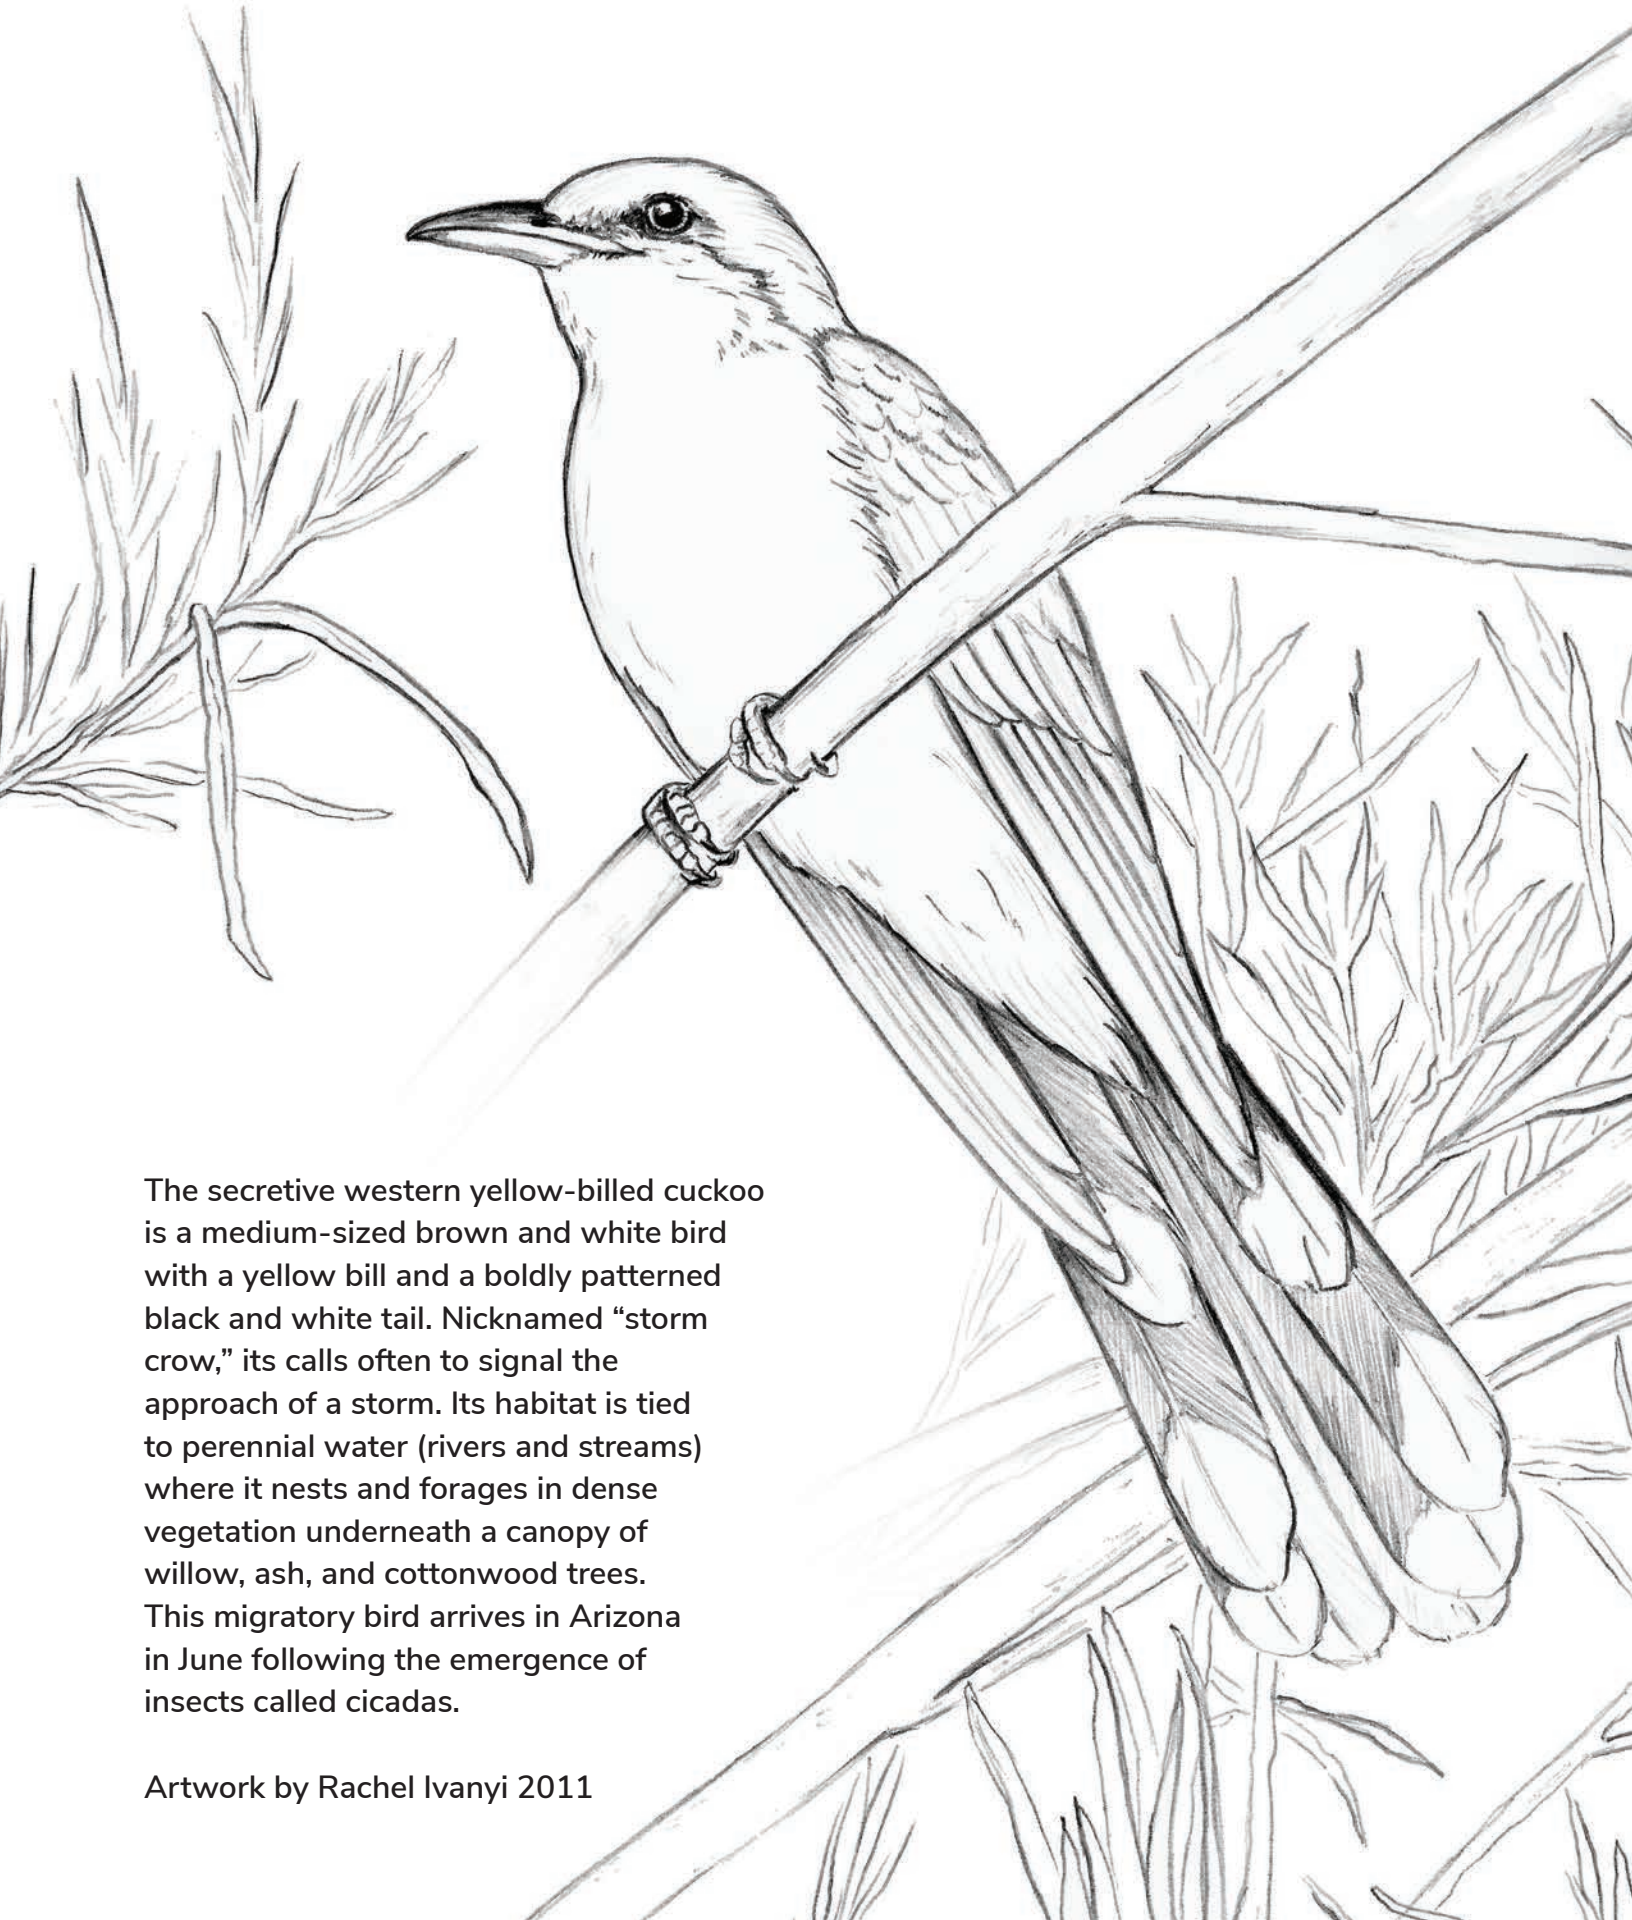 The secretive western yellow-billed cuckoo
is a medium-sized brown and white bird
with a yellow bill and a boldly patterned
black and white tail. Nicknamed “storm
crow,” its calls often to signal the
approach of a storm. Its habitat is tied
to perennial water (rivers and streams)
where it nests and forages in dense
vegetation underneath a canopy of
willow, ash, and cottonwood trees.
This migratory bird arrives in Arizona
in June following the emergence of
insects called cicadas.
Artwork by Rachel Ivanyi 2011